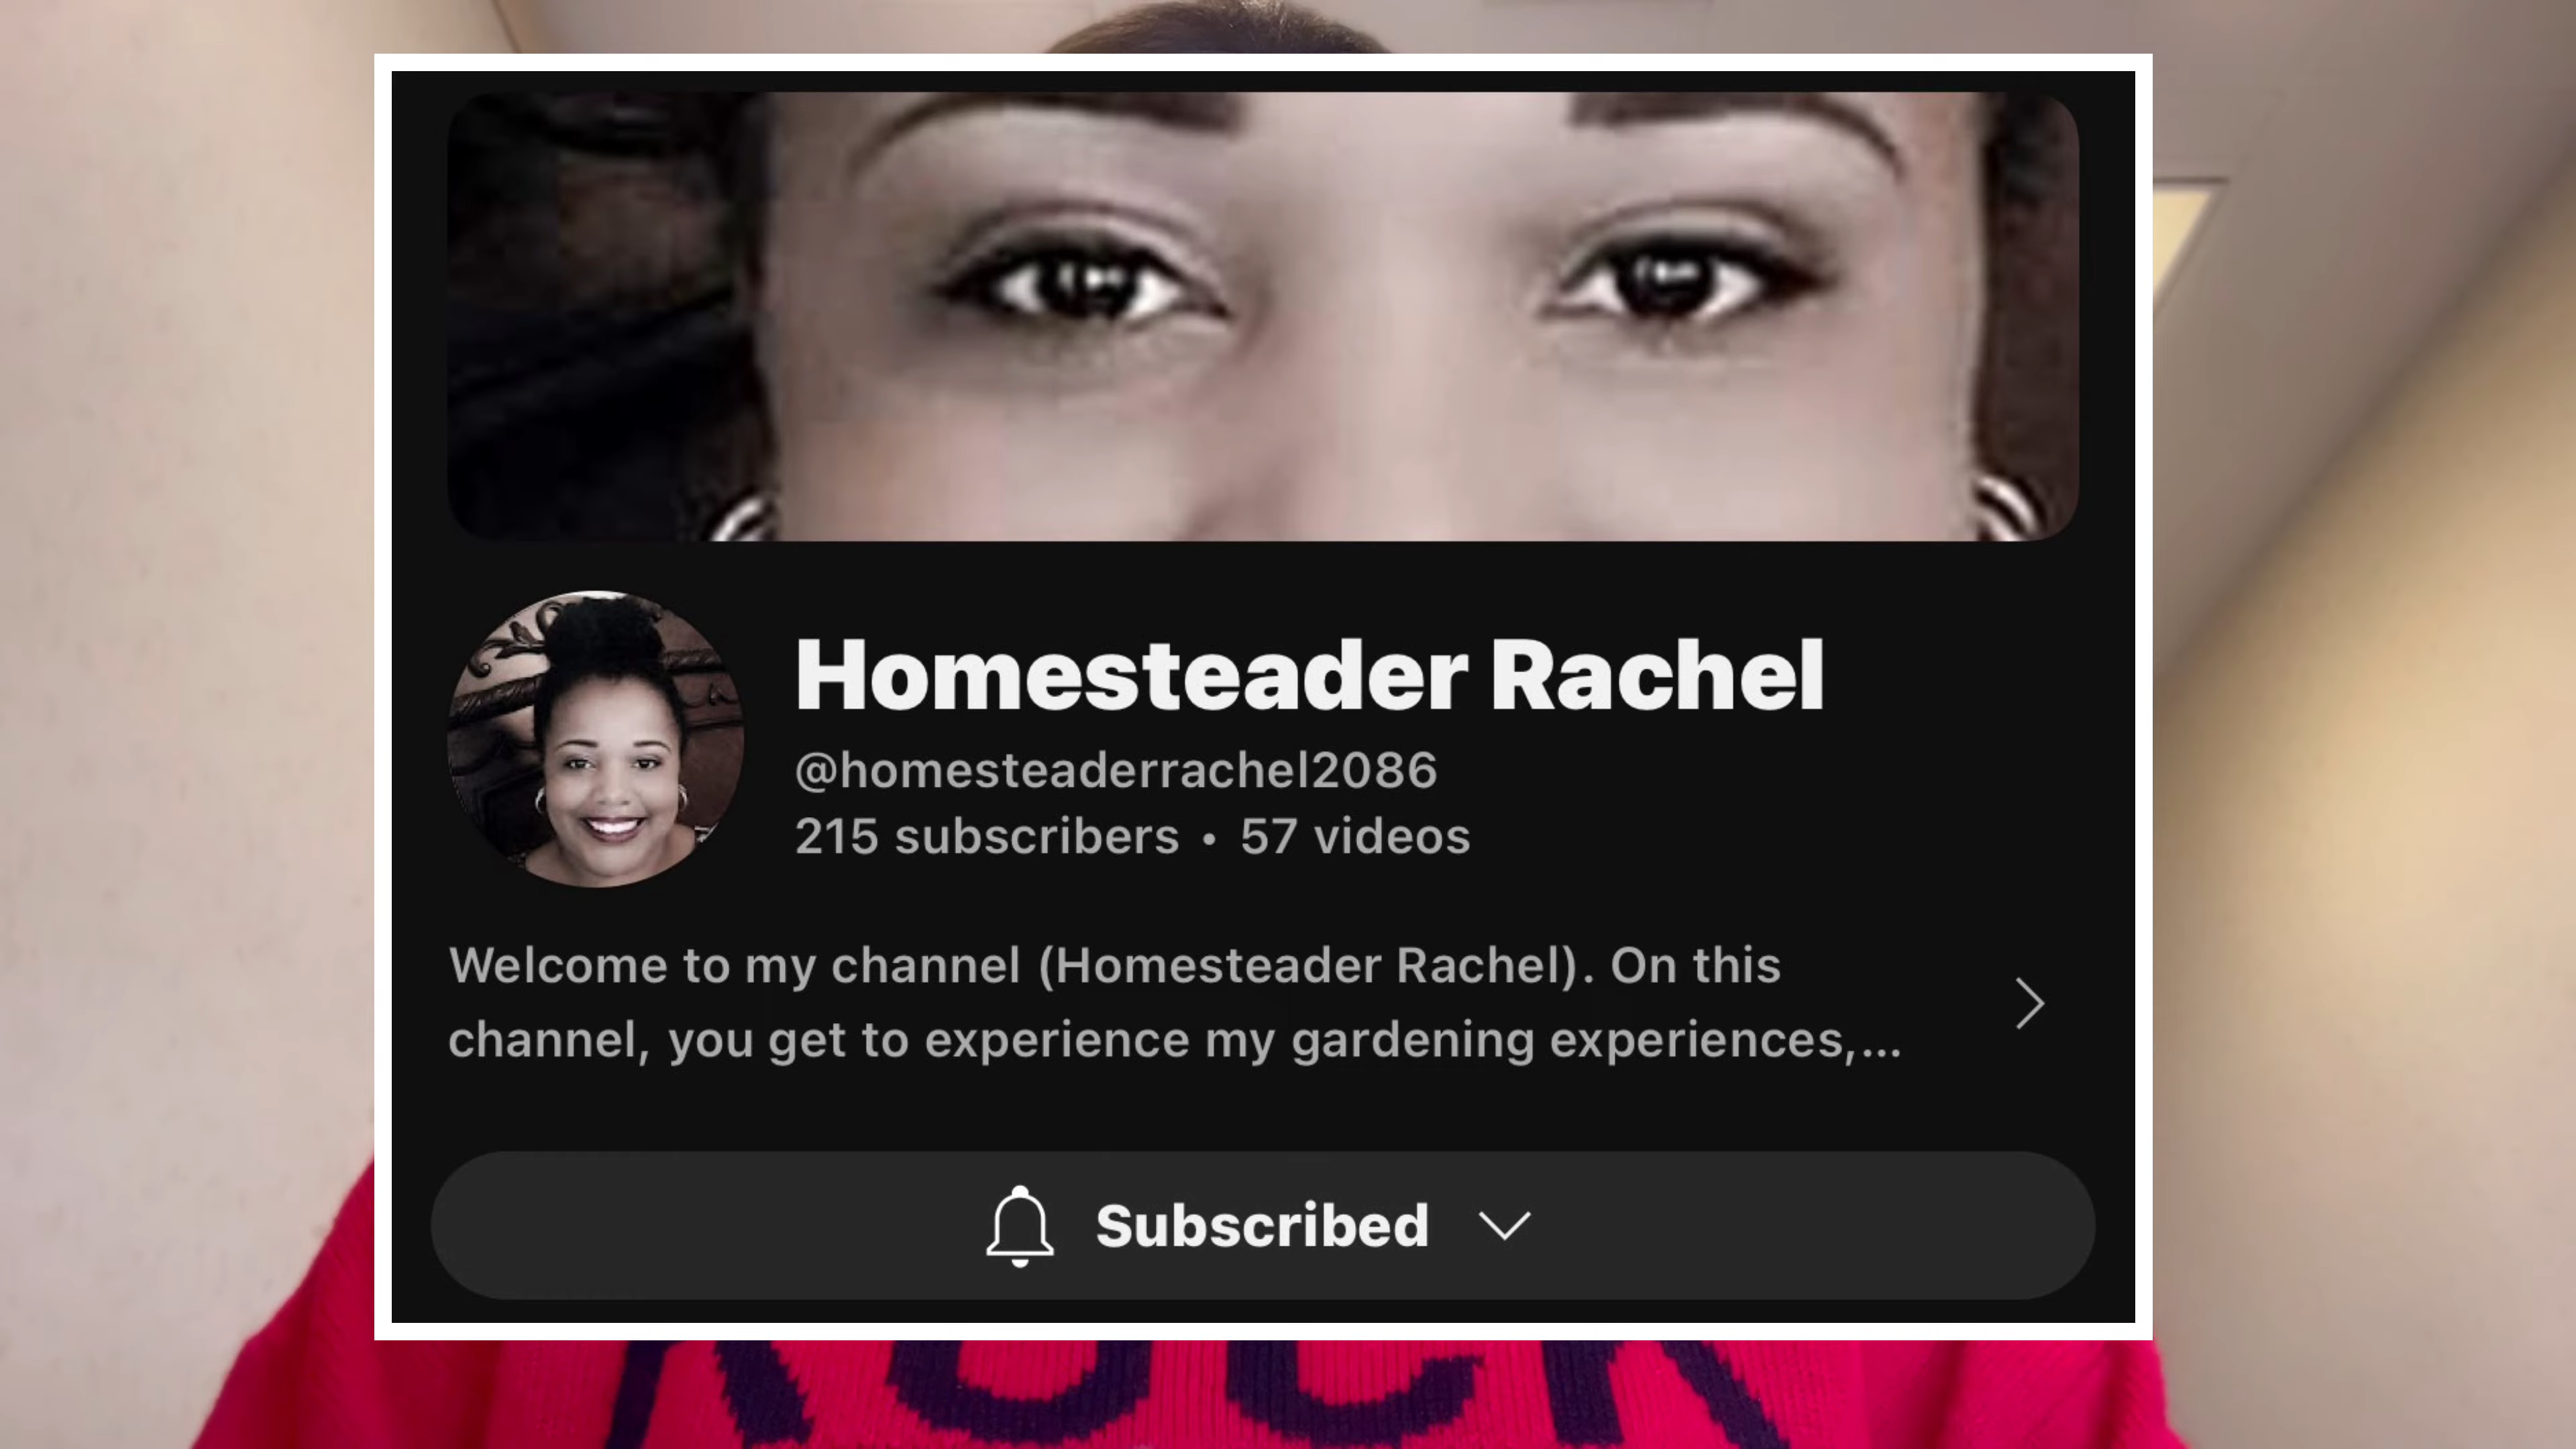 Homesteader Rachel
@homesteaderrachel2086
215 subscribers • 57 videos
Welcome to my channel (Homesteader Rachel). On this
channel, you get to experience my gardening experiences,...
Subscribed